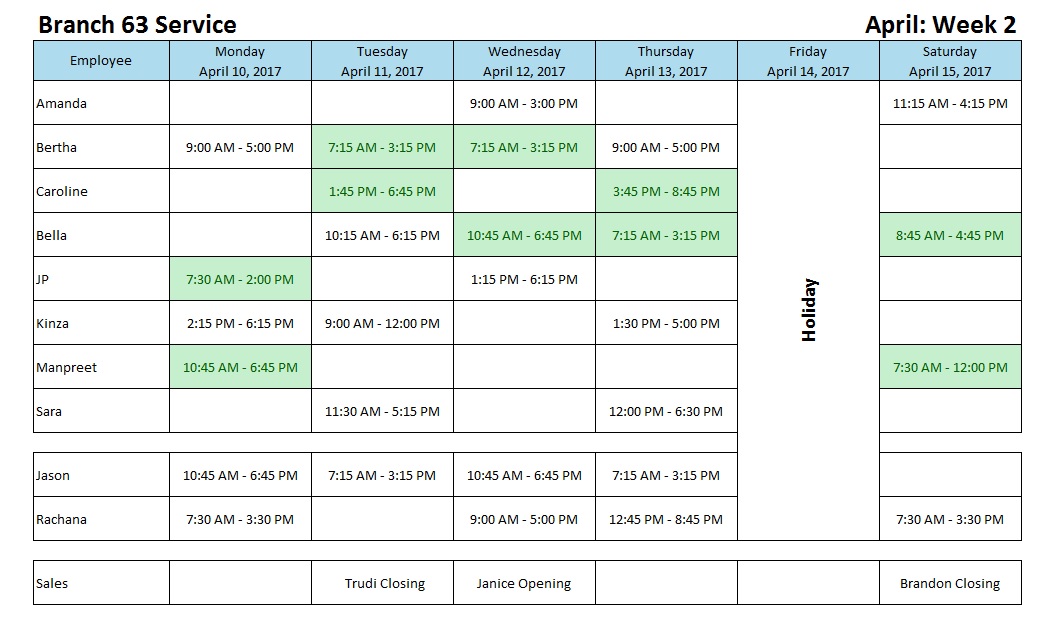 Branch 63 Service April: Week 2
Employee Monday Tuesday Wednesday Thursday Friday Saturday
April 10, 2017 April 11, 2017 April 12, 2017 April 13, 2017 April 14, 2017 April 15, 2017
Amanda 9:00 AM - 3:00 PM 11:15 AM - 4:15 PM
Bertha 9:00 AM - 5:00 PM 7:15 AM - 3:15 PM 7:15 AM - 3:15 PM 9:00 AM - 5:00 PM
Caroline 1:45 PM - 6:45 PM 3:45 PM - 8:45 PM
Bella 10:15 AM - 6:15 PM 10:45 AM - 6:45 PM 7:15 AM - 3:15 PM 8:45 AM - 4:45 PM
JP 7:30 AM - 2:00 PM 1:15 PM - 6:15 PM
Holiday
Kinza 2:15 PM - 6:15 PM 9:00 AM - 12:00 PM 1:30 PM - 5:00 PM
Manpreet 10:45 AM - 6:45 PM 7:30 AM - 12:00 PM
Sara 11:30 AM - 5:15 PM 12:00 PM - 6:30 PM
Jason 10:45 AM - 6:45 PM 7:15 AM - 3:15 PM 10:45 AM - 6:45 PM 7:15 AM - 3:15 PM
Rachana 7:30 AM - 3:30 PM 9:00 AM - 5:00 PM 12:45 PM - 8:45 PM 7:30 AM - 3:30 PM
Sales Trudi Closing Janice Opening Brandon Closing